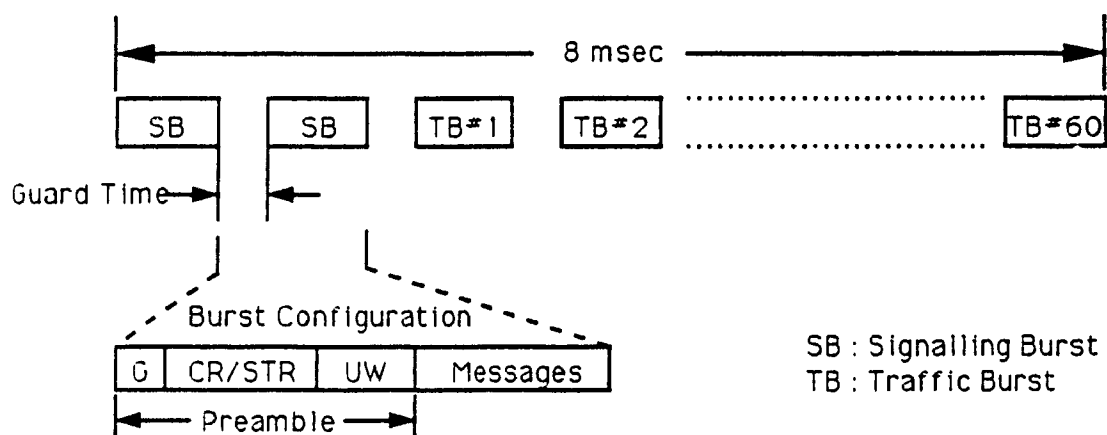 8 msec
SB SB TB#1 TB#2 TB#60
Guard Time
Burst Configuration
G CR/STR UW Messages
Preamble
SB : Signalling Burst
TB : Traffic Burst